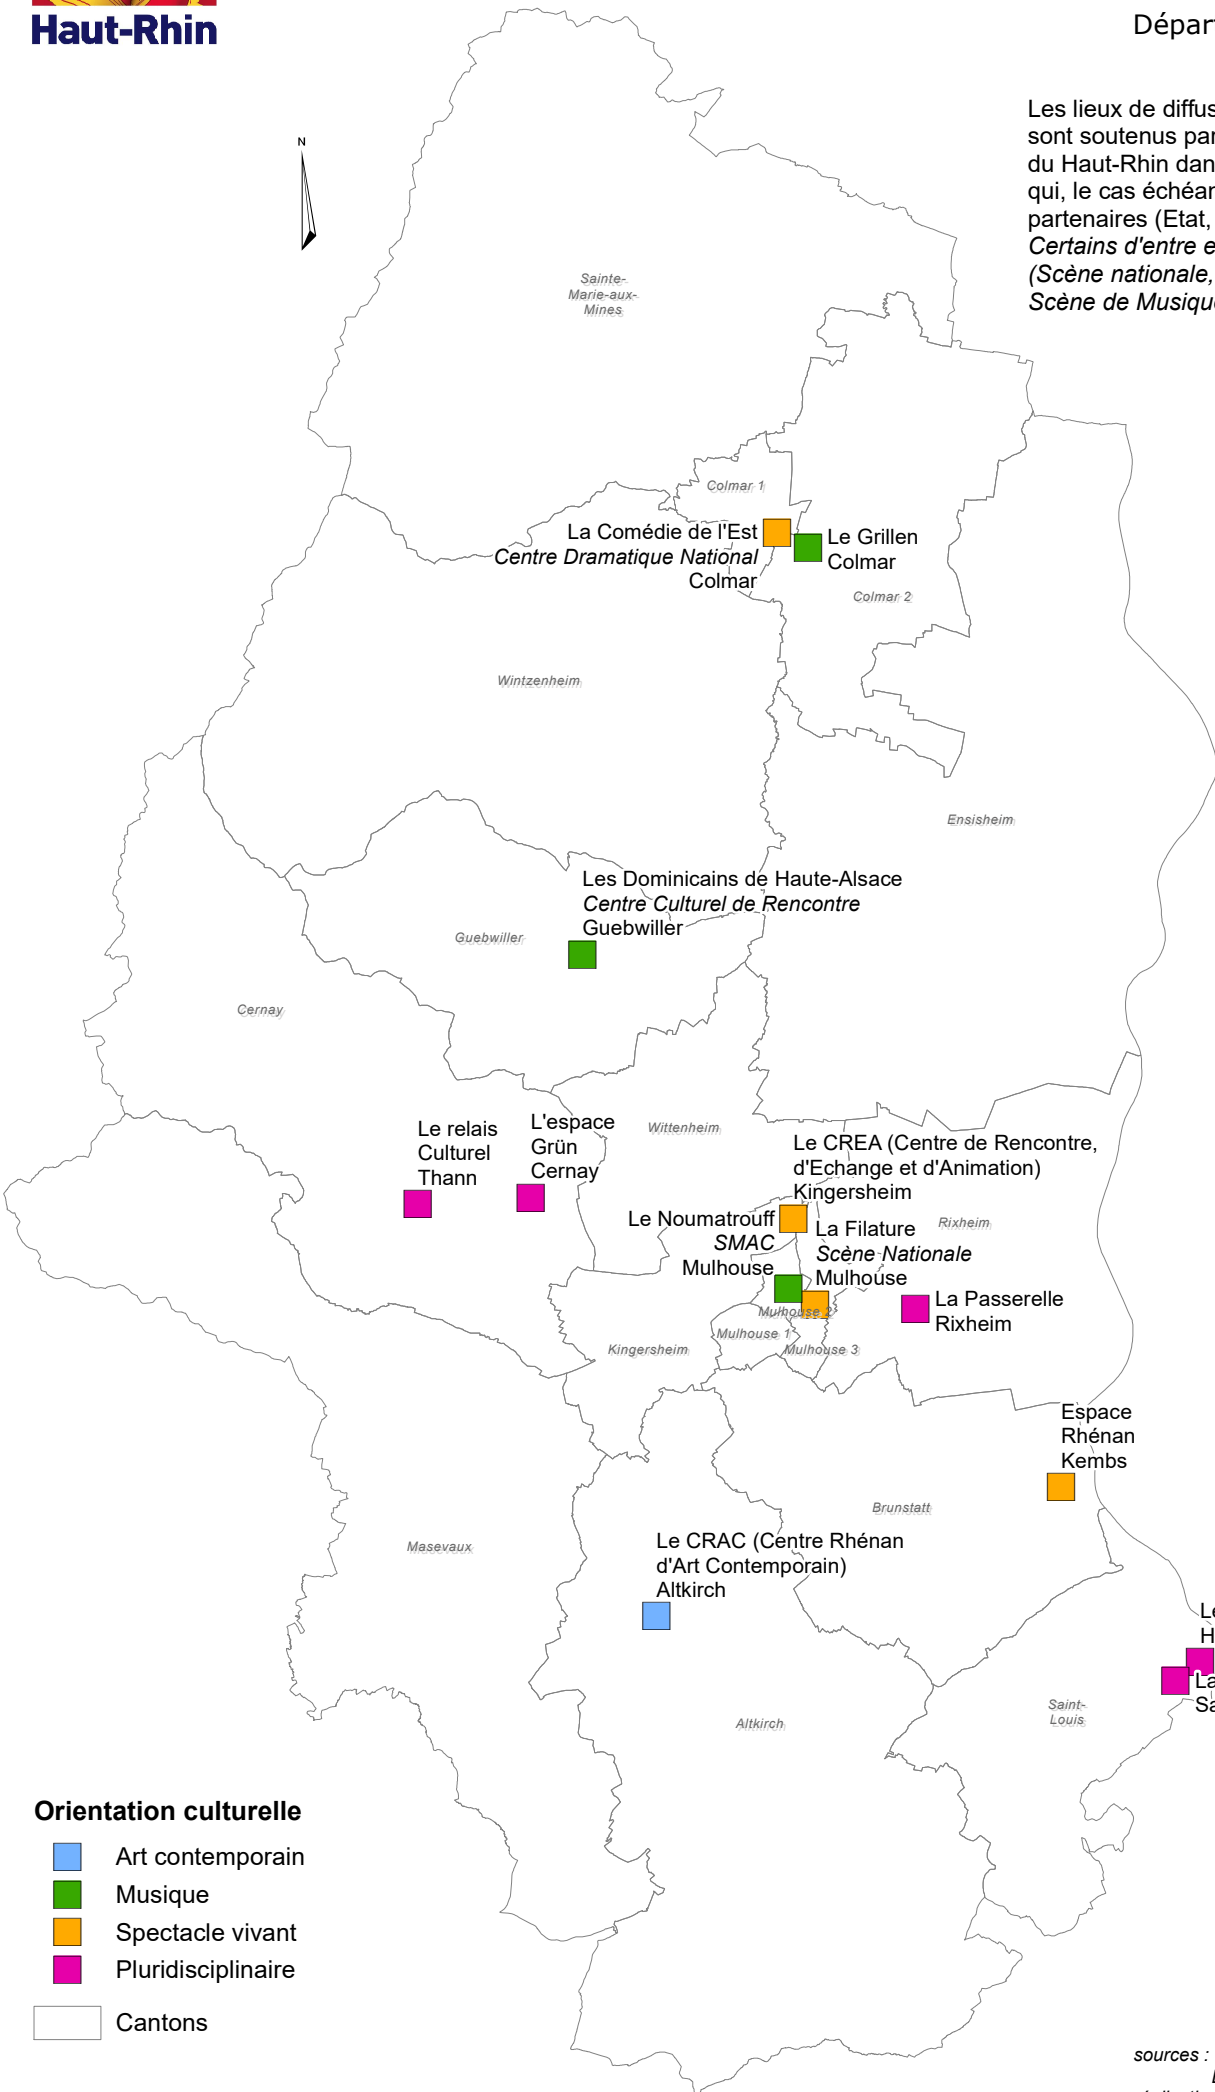 Haut-Rhin
Dépar
Les lieux de diffus
sont soutenus par
du Haut-Rhin dan
qui, le cas échéan
partenaires (Etat,
Certains d'entre e
(Scène nationale,
Scène de Musique
N
Sainte-
Marie-aux-
Mines
Colmar 1
La Comédie de l'Est
Centre Dramatique National
Colmar
Le Grillen
Colmar
Colmar 2
Wintzenheim
Ensisheim
Les Dominicains de Haute-Alsace
Centre Culturel de Rencontre
Guebwiller
Guebwiller
Cernay
Le relais
Culturel
Thann
L'espace
Grün
Cernay
Wittenheim
Le CREA (Centre de Rencontre,
d'Echange et d'Animation)
Kingersheim
Le Noumatrouff
SMAC
Mulhouse
La Filature
Scène Nationale
Mulhouse
Rixheim
La Passerelle
Rixheim
Mulhouse 2
Mulhouse 1
Mulhouse 3
Kingersheim
Espace
Rhénan
Kembs
Brunstatt
Masevaux
Le CRAC (Centre Rhénan
d'Art Contemporain)
Altkirch
Le
H
La
Sa
Saint-
Louis
Altkirch
Orientation culturelle
Art contemporain
Musique
Spectacle vivant
Pluridisciplinaire
Cantons
sources :